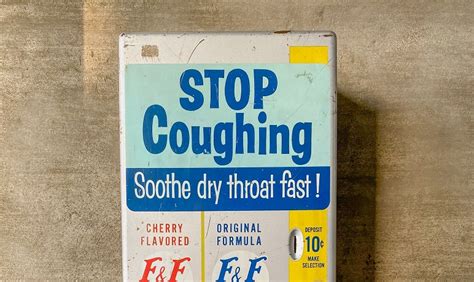 STOP
Coughing
Soothe dry throat fast!
CHERRY
FLAVORED
F&F
ORIGINAL
FORMULA
F&F
DEPOSIT
10¢
MAKE
SELECTION